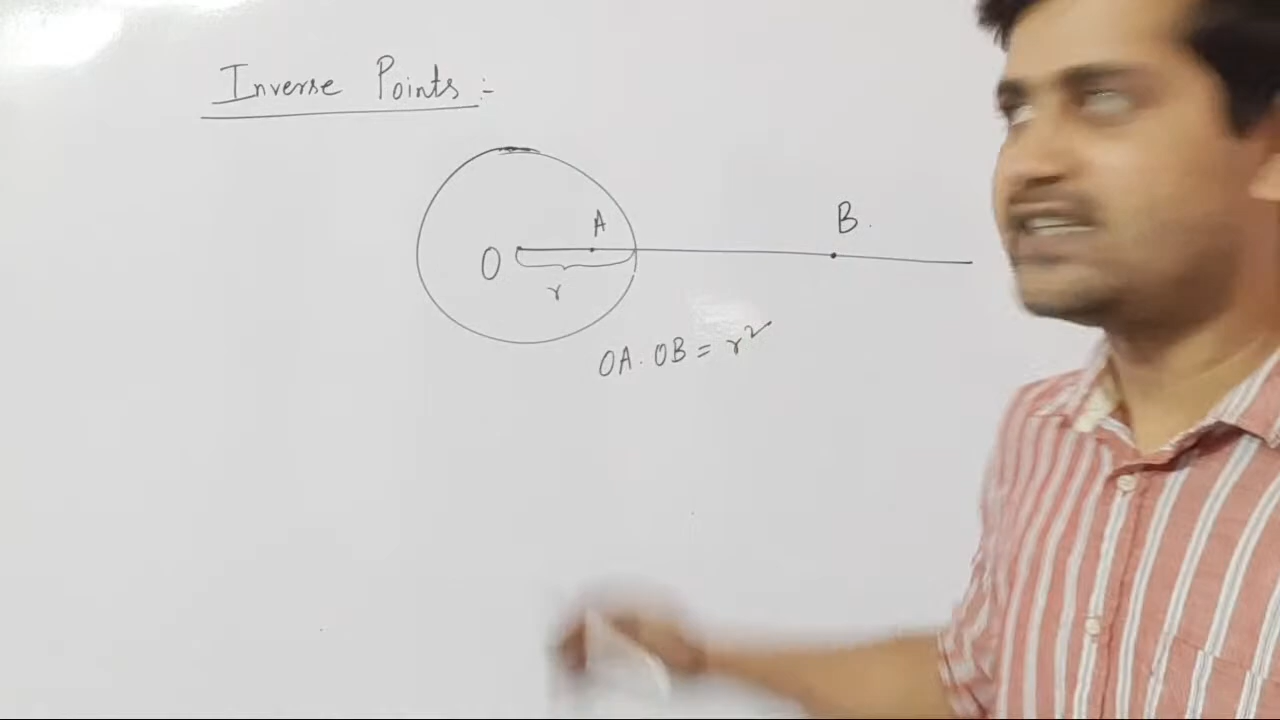 Inverse Points :-
A
B.
O
r
OA. OB = r²